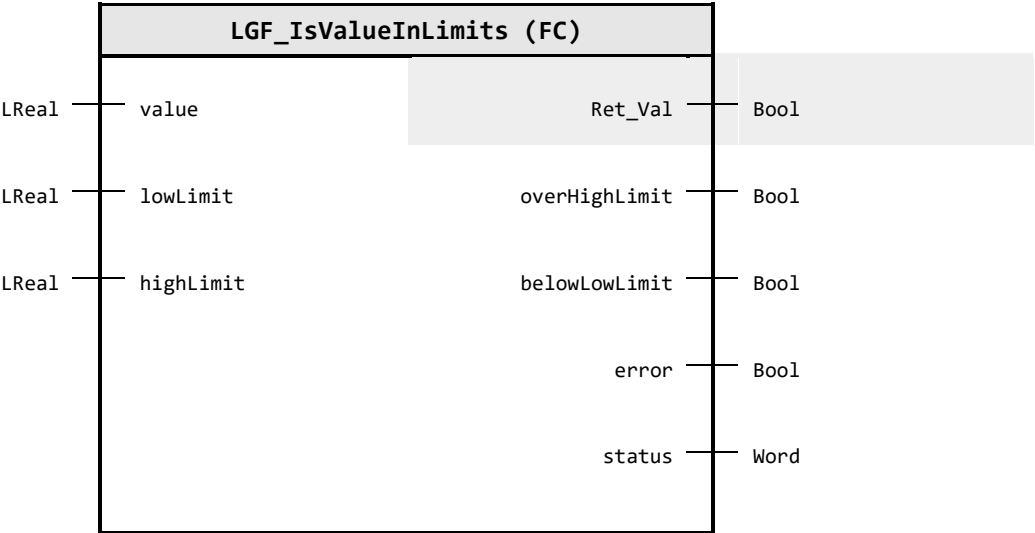 LGF_IsValueInLimits (FC)
LReal value Ret_Val Bool
LReal lowLimit overHighLimit Bool
LReal highLimit belowLowLimit Bool
error Bool
status Word